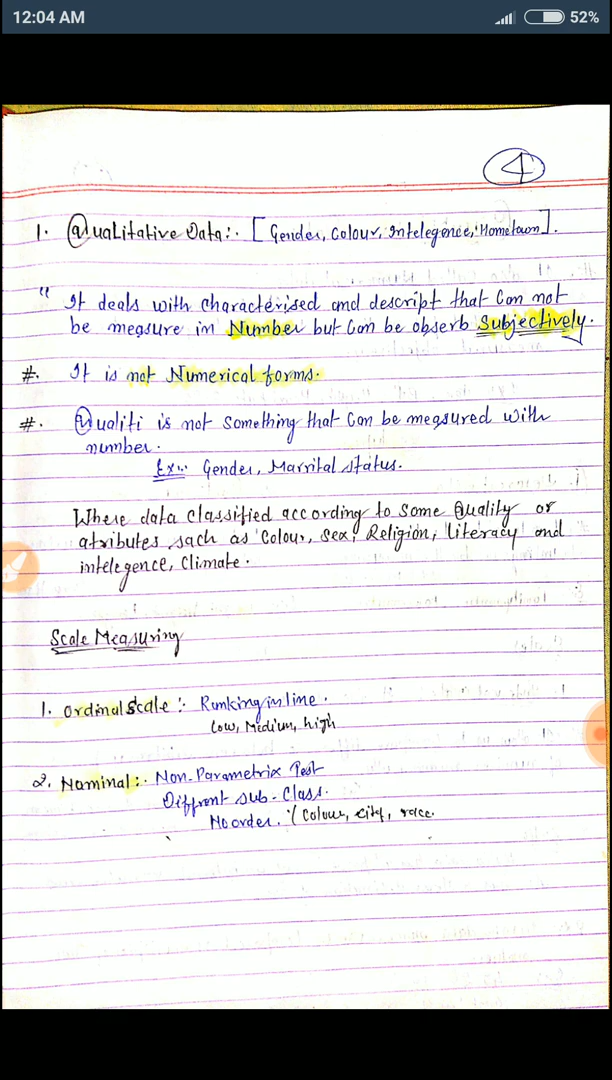 12:04 AM 52%
4
1. Qualitative Data:- [Gender, Colour, Intelegence, Hometown].
" It deals with characterised and descript that Can not
be measure in Number but Can be obserb Subjectively.
#. It is not Numerical forms.
#. Qualiti is not Something that Can be measured with
number.
Ex:- Gender, Marrital status.
Where data classified according to some Quality or
atributes sach as Colour, Sex, Religion, literacy and
intelegence, Climate.
Scale Measuring
1. Ordinal Scale:- Ranking in line.
Low, Medium, high
2. Nominal:- Non-Parametrix Test
Diffront sub-Class.
No order. (Colour, city, race.